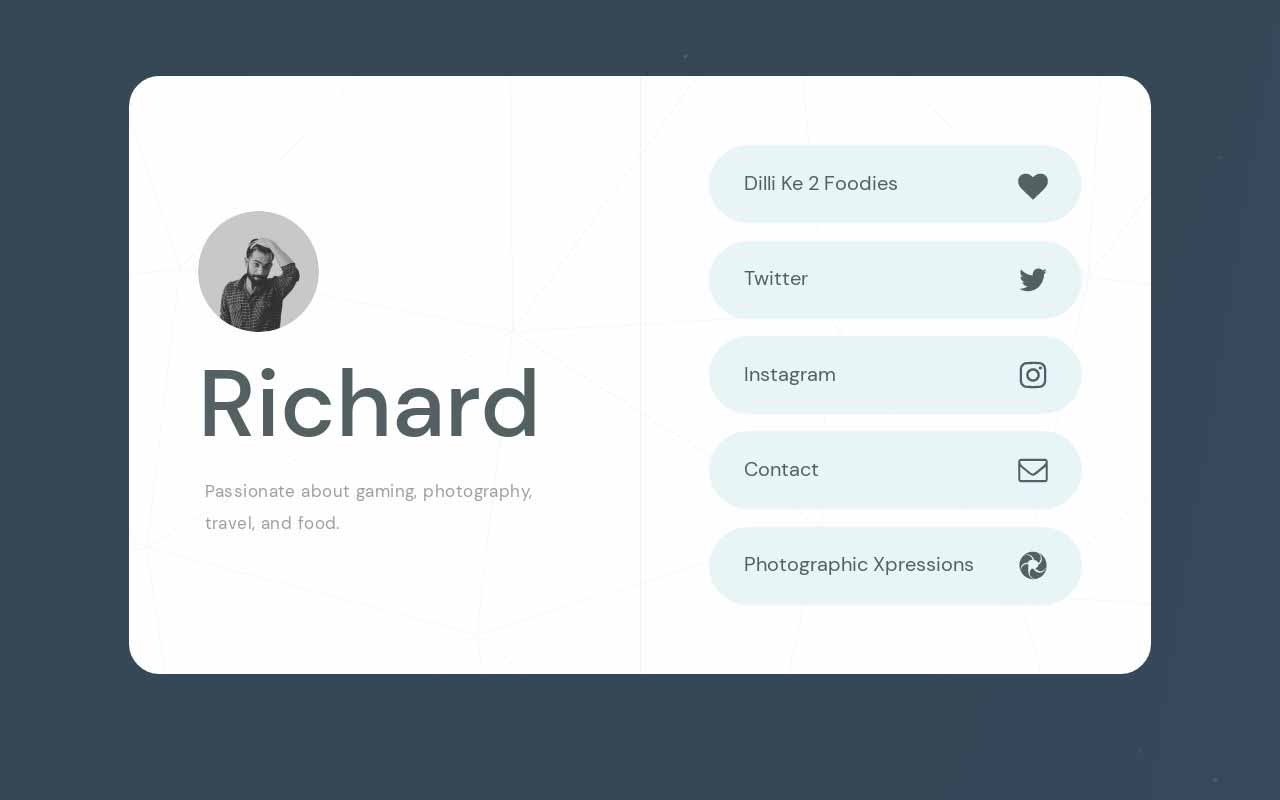 Richard
Passionate about gaming, photography,
travel, and food.
Dilli Ke 2 Foodies
Twitter
Instagram
Contact
Photographic Xpressions